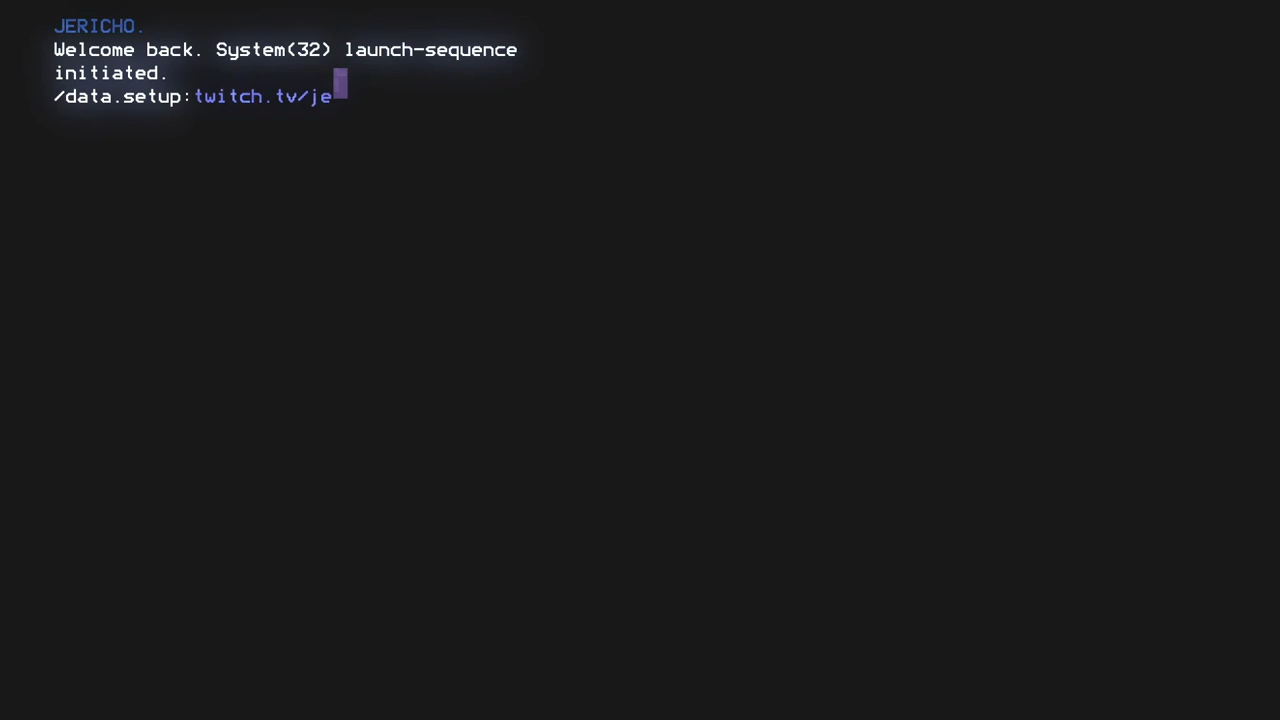 JERICHO.
Welcome back. System(32) launch-sequence
initiated.
/data.setup:twitch.tv/je